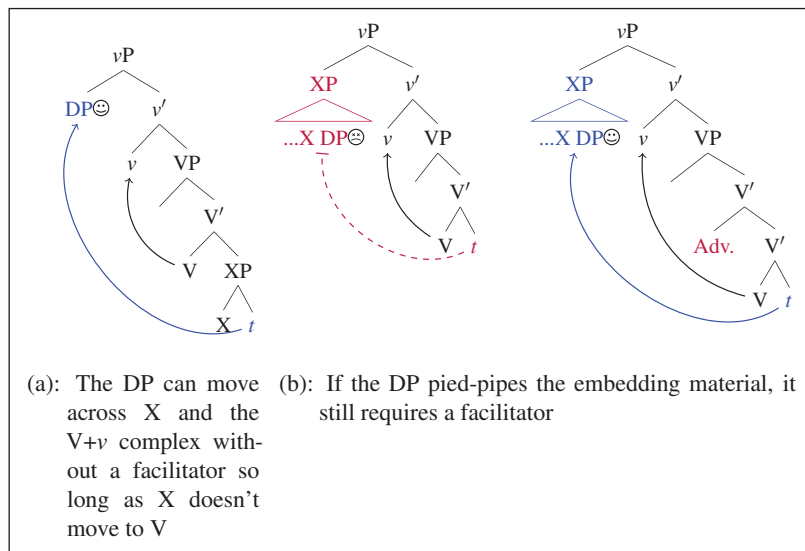 vP vP vP
DP☺ v′ XP v′ XP v′
v VP ...X DP☹ v VP ...X DP☺ v VP
V′ V′ V′
V XP V t Adv. V′
X t V t
(a): The DP can move
across X and the
V+v complex with-
out a facilitator so
long as X doesn't
move to V
(b): If the DP pied-pipes the embedding material, it
still requires a facilitator